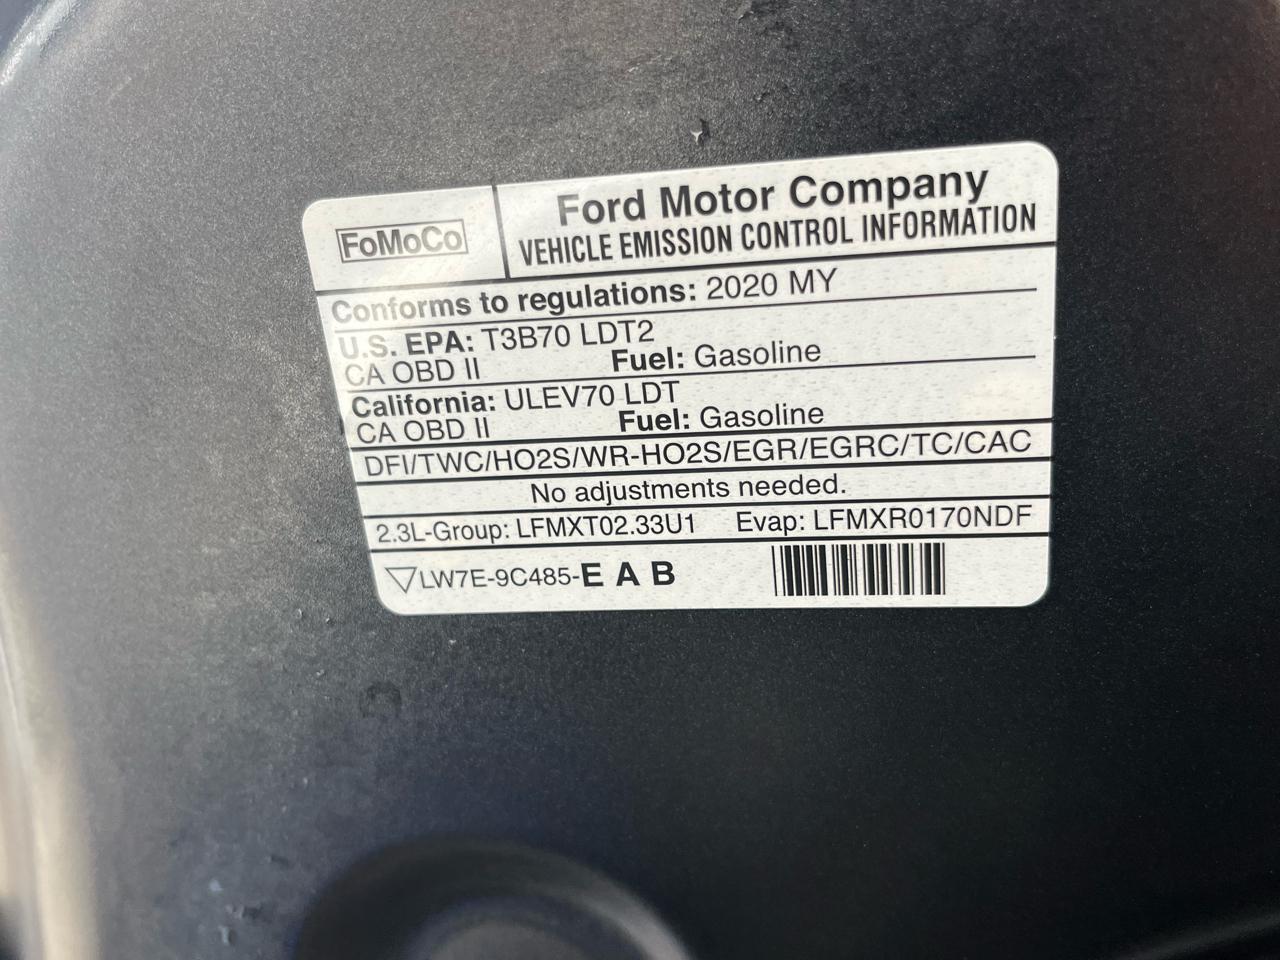 FoMoCo
Ford Motor Company
VEHICLE EMISSION CONTROL INFORMATION
Conforms to regulations: 2020 MY
U.S. EPA: T3B70 LDT2
CA OBD II Fuel: Gasoline
California: ULEV70 LDT
CA OBD II Fuel: Gasoline
DFI/TWC/HO2S/WR-HO2S/EGR/EGRC/TC/CAC
No adjustments needed.
2.3L-Group: LFMXT02.33U1 Evap: LFMXR0170NDF
LW7E-9C485-E A B